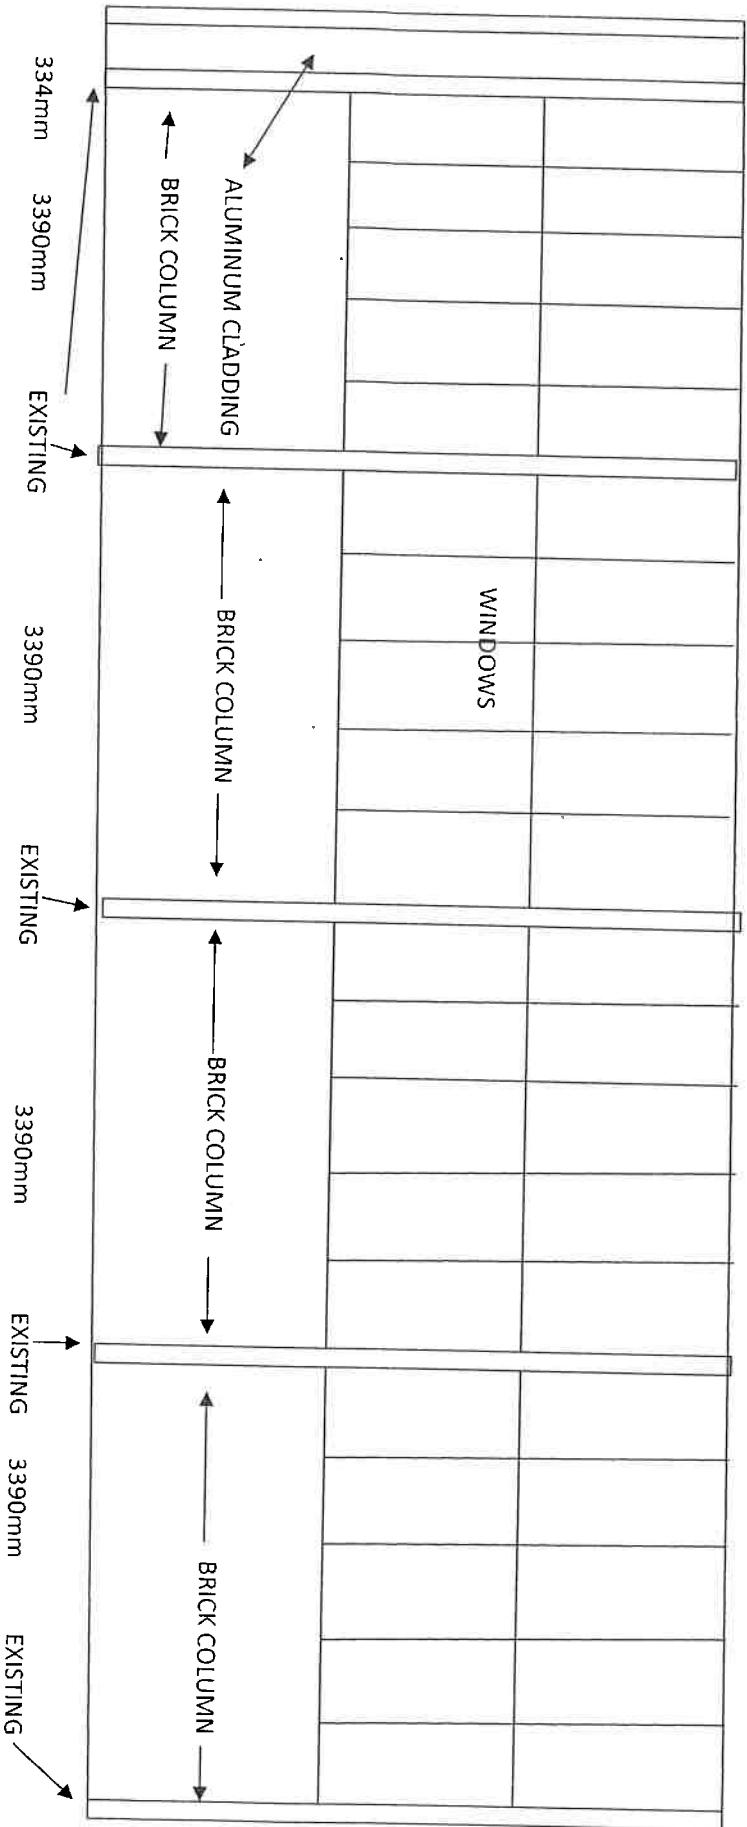 WINDOWS
ALUMINUM CLADDING
BRICK COLUMN
BRICK COLUMN
BRICK COLUMN
BRICK COLUMN
334mm
3390mm
EXISTING
3390mm
EXISTING
3390mm
EXISTING
3390mm
EXISTING